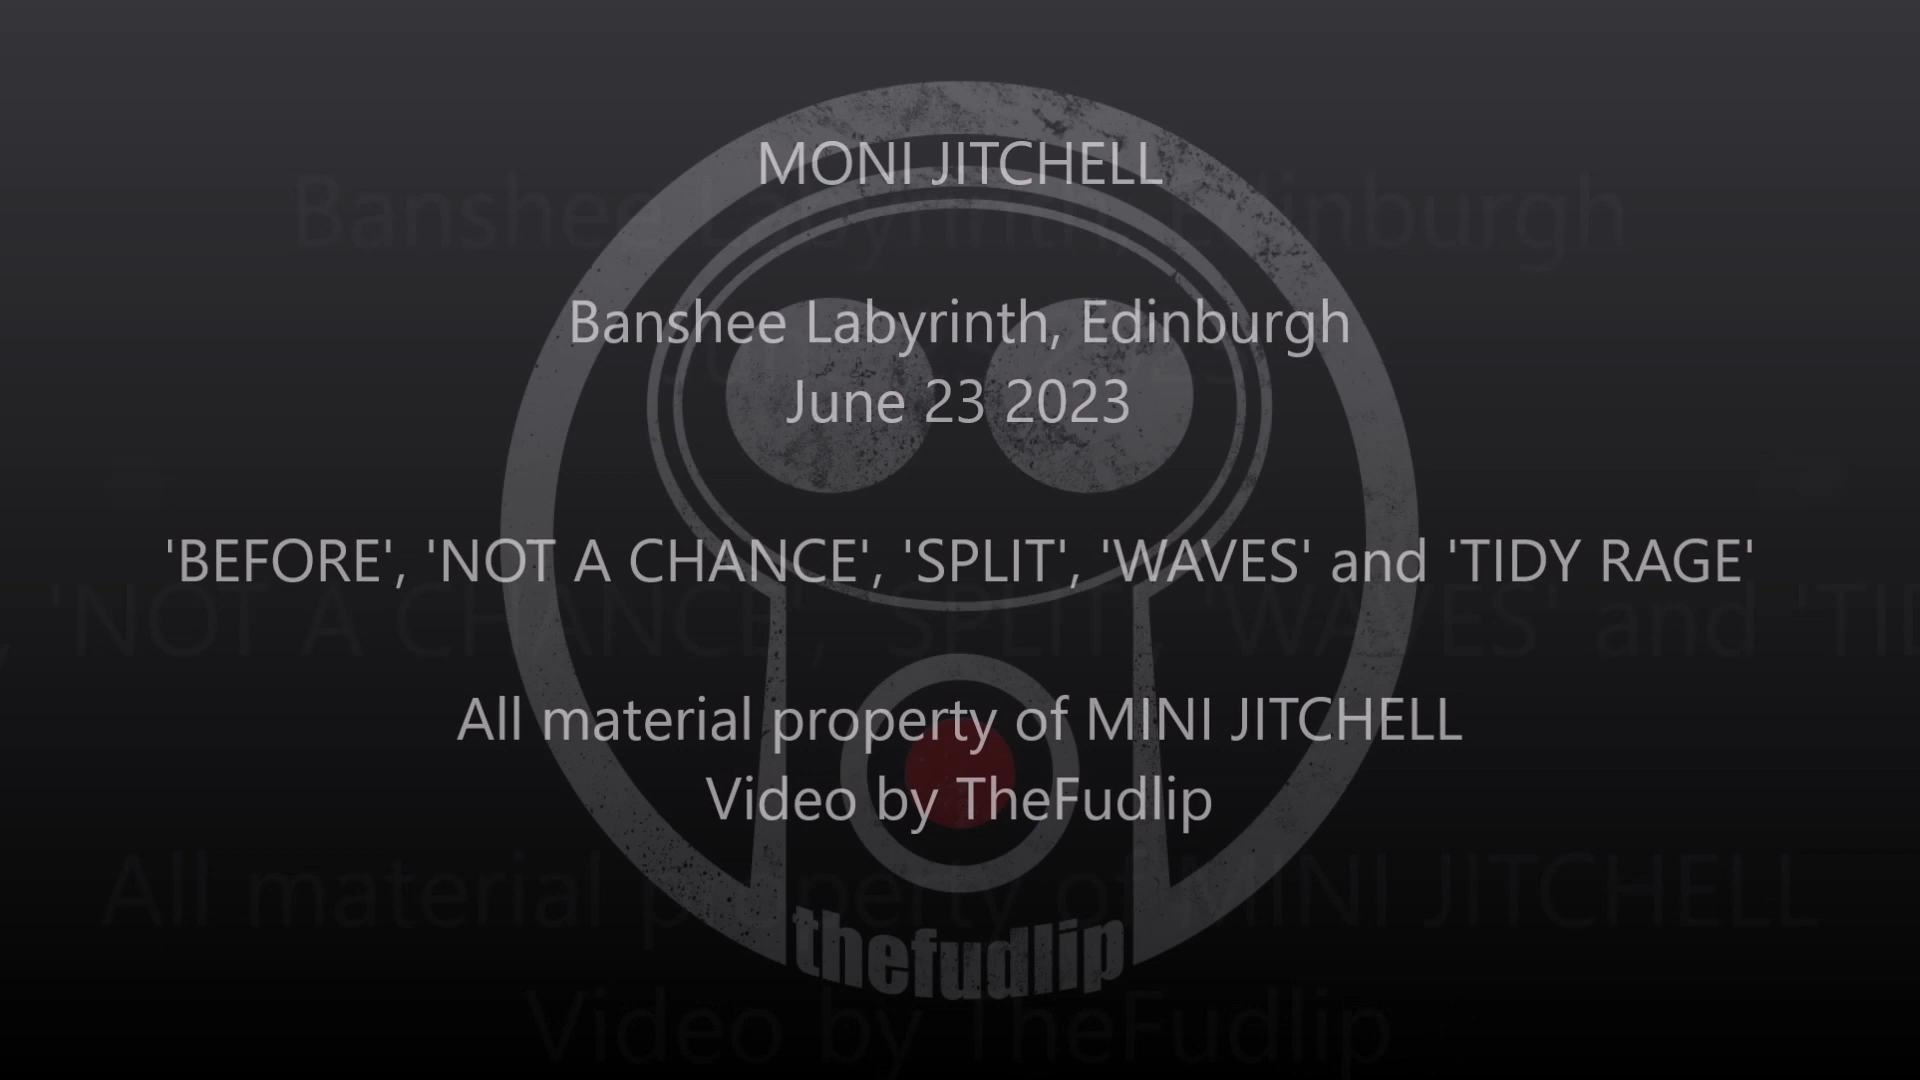 MONI JITCHELL
Banshee Labyrinth, Edinburgh
June 23 2023
'BEFORE', 'NOT A CHANCE', 'SPLIT', 'WAVES' and 'TIDY RAGE'
All material property of MINI JITCHELL
Video by TheFudlip
thefudlip